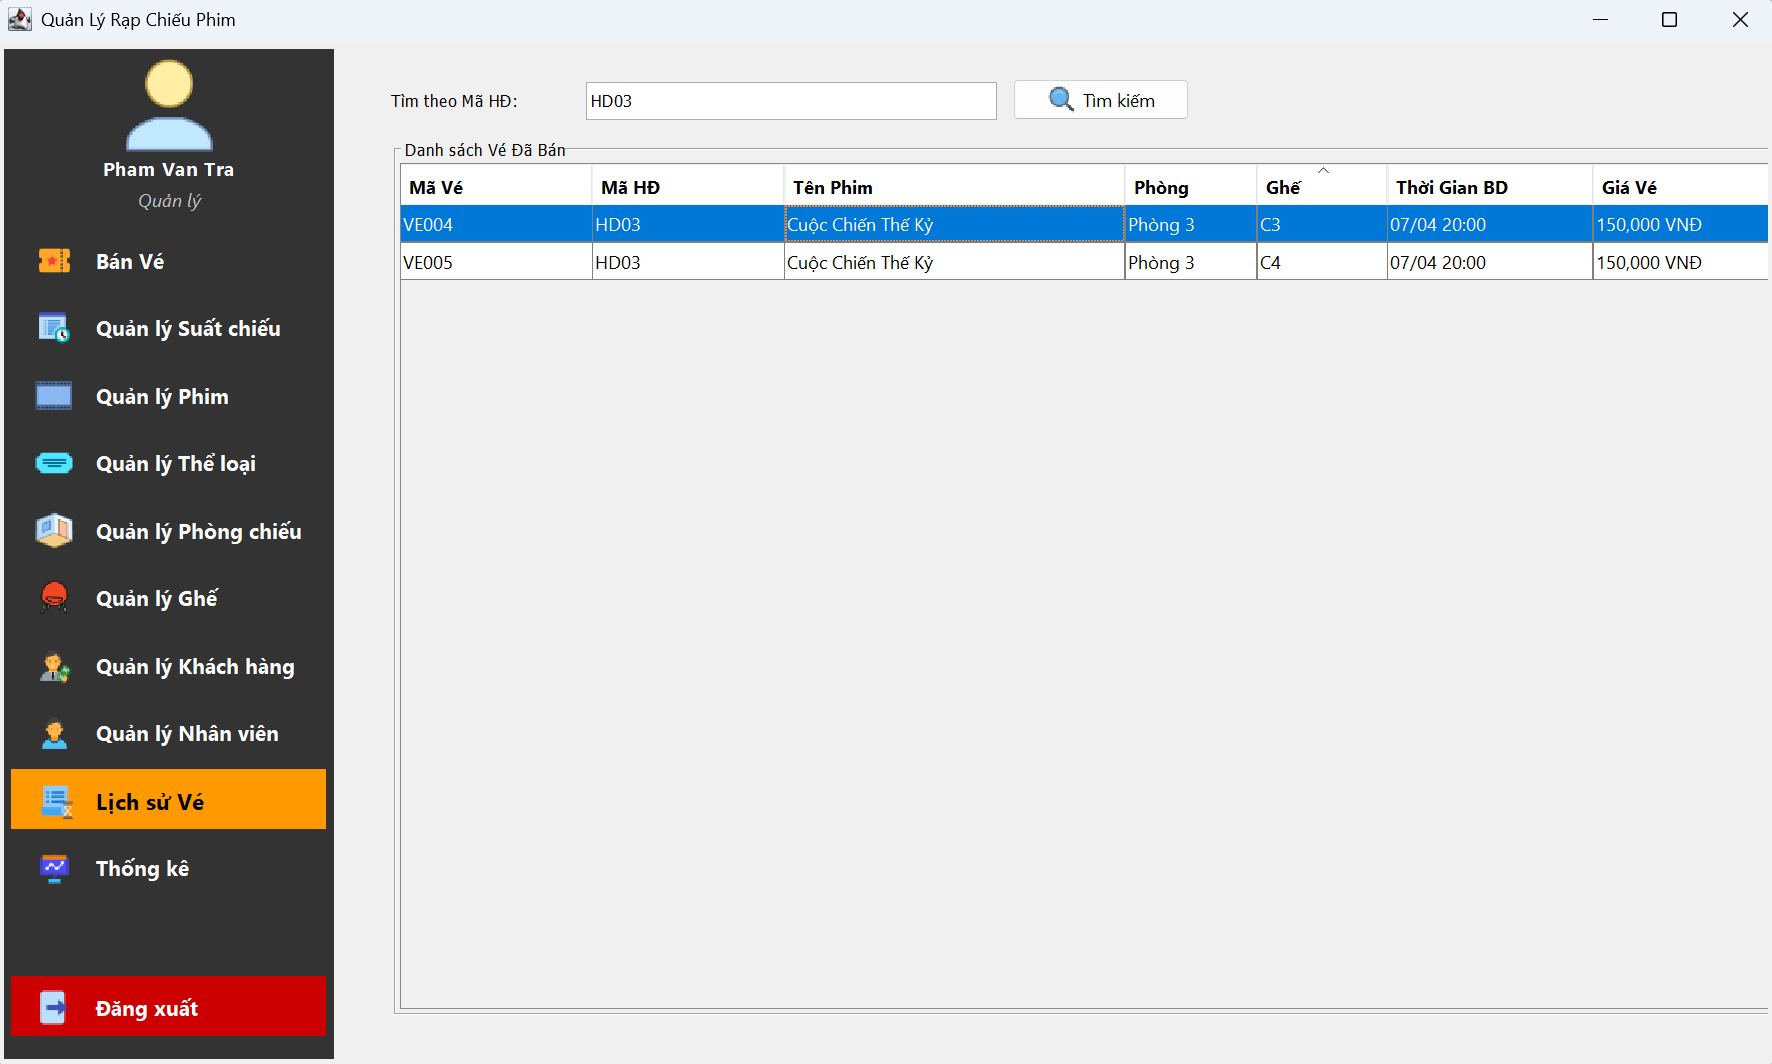 Quản Lý Rạp Chiếu Phim
Pham Van Tra
Quản lý
Bán Vé
Quản lý Suất chiếu
Quản lý Phim
Quản lý Thể loại
Quản lý Phòng chiếu
Quản lý Ghế
Quản lý Khách hàng
Quản lý Nhân viên
Lịch sử Vé
Thống kê
Đăng xuất
Tìm theo Mã HĐ: HD03 Tìm kiếm
Danh sách Vé Đã Bán
Mã Vé Mã HĐ Tên Phim Phòng Ghế Thời Gian BD Giá Vé
VE004 HD03 Cuộc Chiến Thế Kỷ Phòng 3 C3 07/04 20:00 150,000 VNĐ
VE005 HD03 Cuộc Chiến Thế Kỷ Phòng 3 C4 07/04 20:00 150,000 VNĐ